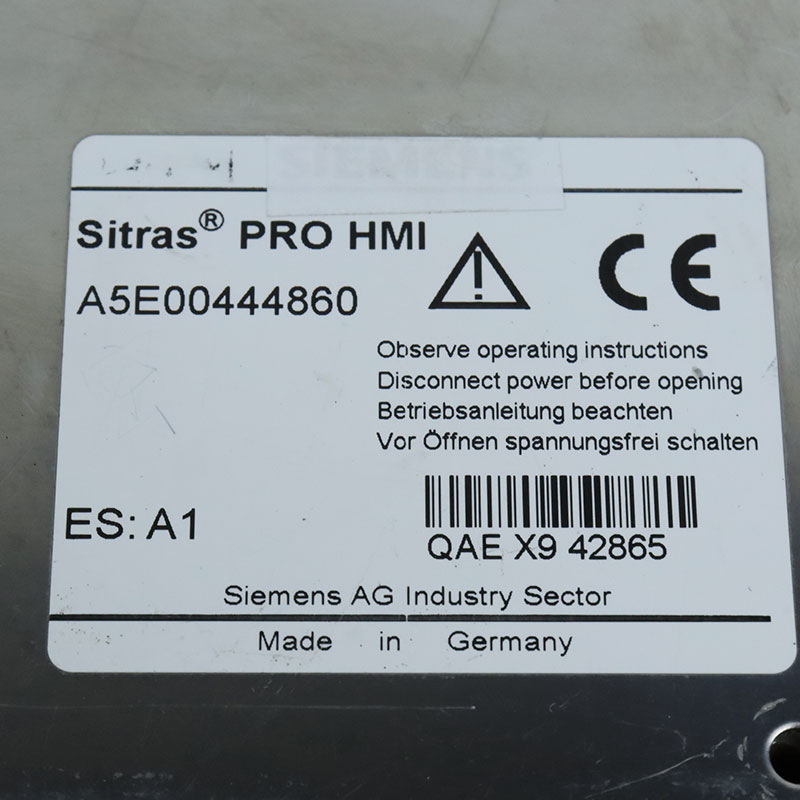 SIEMENS
Sitras® PRO HMI
A5E00444860
CE
Observe operating instructions
Disconnect power before opening
Betriebsanleitung beachten
Vor Öffnen spannungsfrei schalten
ES: A1
QAE X9 42865
Siemens AG Industry Sector
Made in Germany